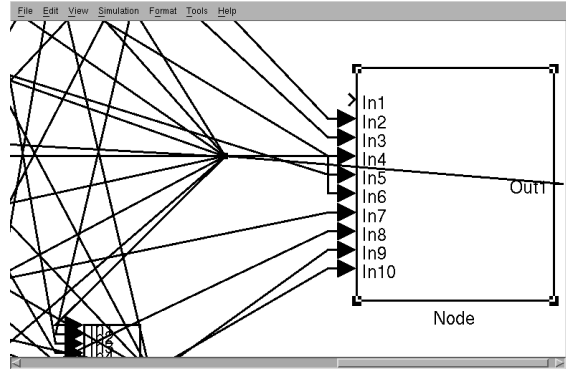 File Edit View Simulation Format Tools Help
In1
In2
In3
In4
In5
In6
In7
In8
In9
In10
Out1
Node